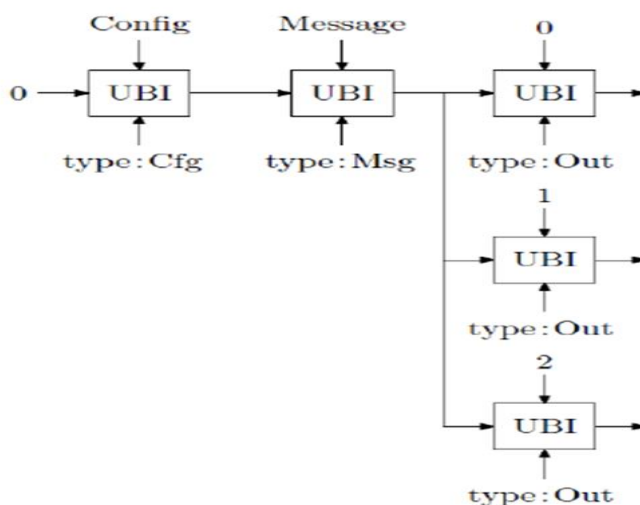 Config Message 0
0 UBI UBI UBI
type:Cfg type:Msg type:Out
1
UBI
type:Out
2
UBI
type:Out